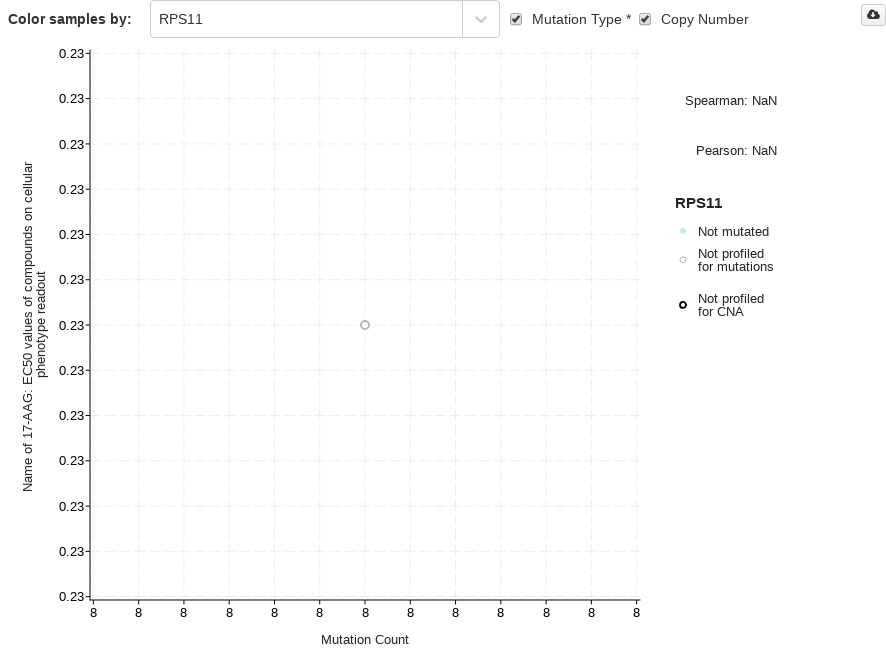 Color samples by:
RPS11
Mutation Type *
Copy Number
0.23
0.23
0.23
0.23
0.23
0.23
0.23
0.23
0.23
0.23
0.23
0.23
0.23
Name of 17-AAG: EC50 values of compounds on cellular
phenotype readout
8 8 8 8 8 8 8 8 8 8 8 8 8
Mutation Count
Spearman: NaN
Pearson: NaN
RPS11
Not mutated
Not profiled
for mutations
Not profiled
for CNA